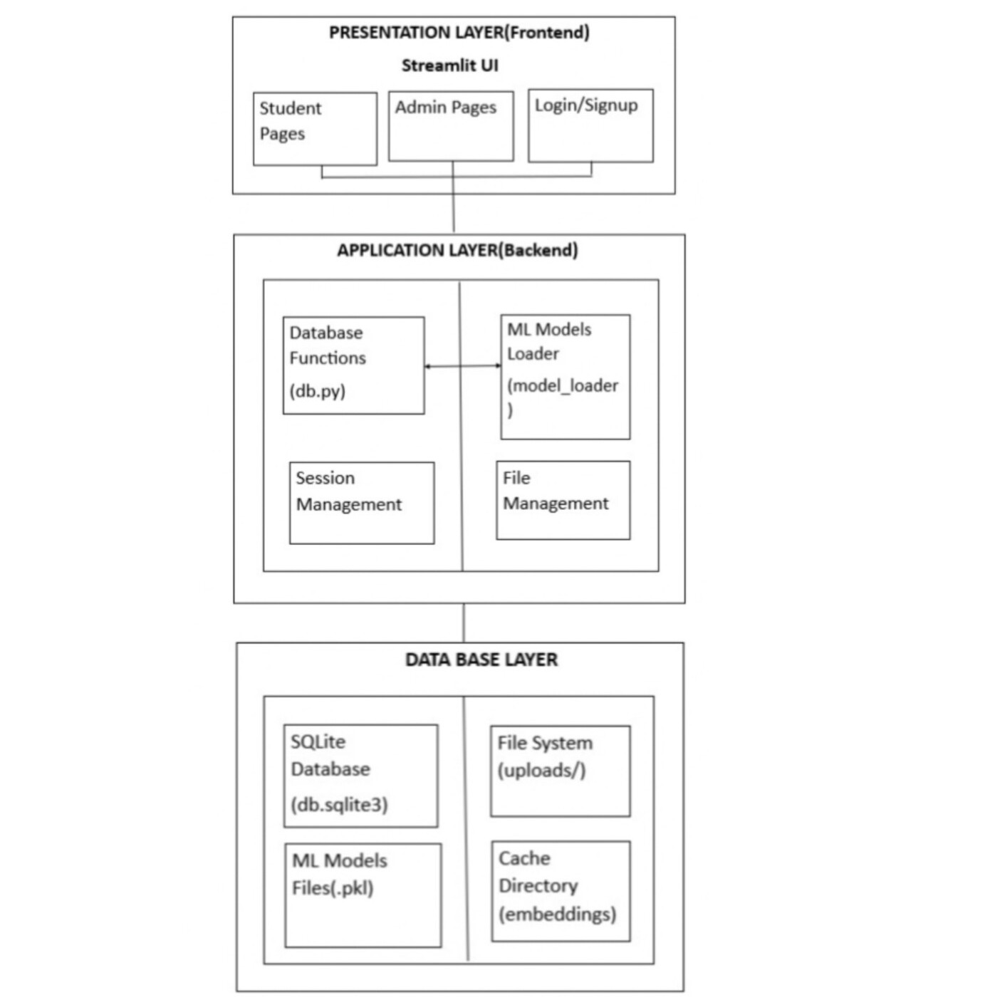 PRESENTATION LAYER(Frontend)
Streamlit UI
Student
Pages
Admin Pages
Login/Signup
APPLICATION LAYER(Backend)
Database
Functions
(db.py)
ML Models
Loader
(model_loader
)
Session
Management
File
Management
DATA BASE LAYER
SQLite
Database
(db.sqlite3)
File System
(uploads/)
ML Models
Files(.pkl)
Cache
Directory
(embeddings)